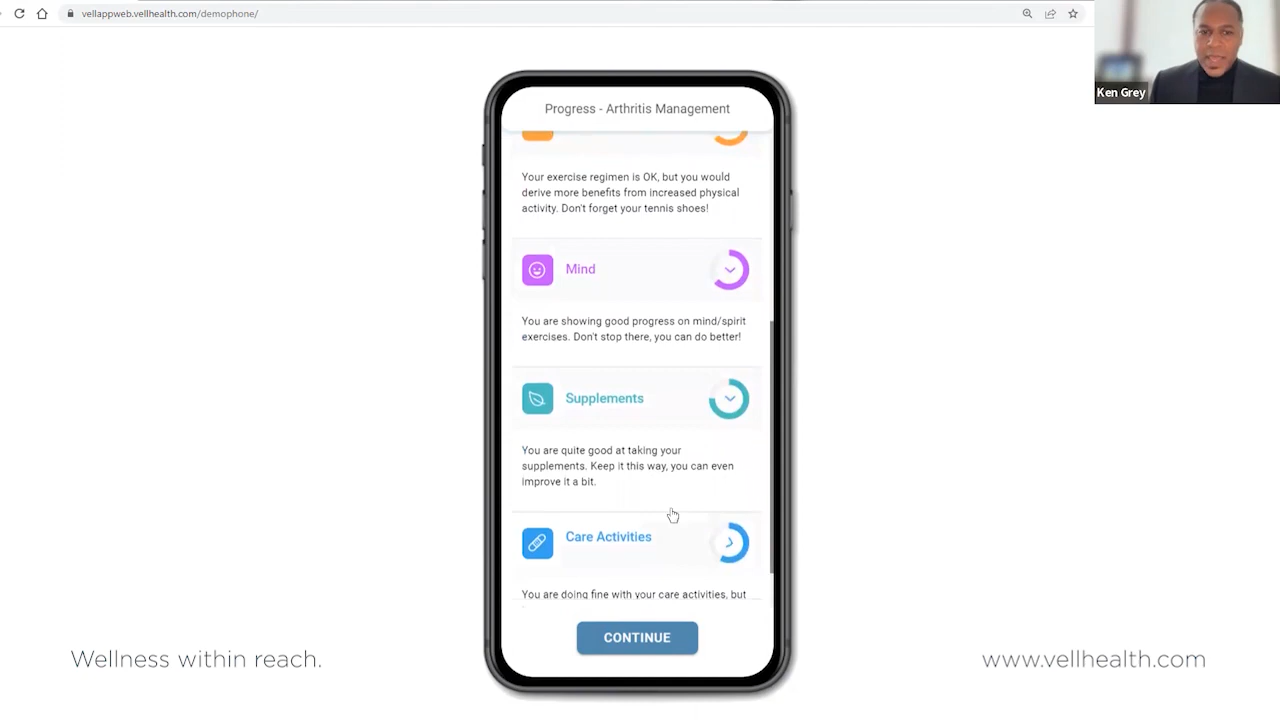 vellappweb.vellhealth.com/demophone/
Ken Grey
Progress - Arthritis Management
Your exercise regimen is OK, but you would
derive more benefits from increased physical
activity. Don't forget your tennis shoes!
Mind
You are showing good progress on mind/spirit
exercises. Don't stop there, you can do better!
Supplements
You are quite good at taking your
supplements. Keep it this way, you can even
improve it a bit.
Care Activities
You are doing fine with your care activities, but
CONTINUE
Wellness within reach.
www.vellhealth.com